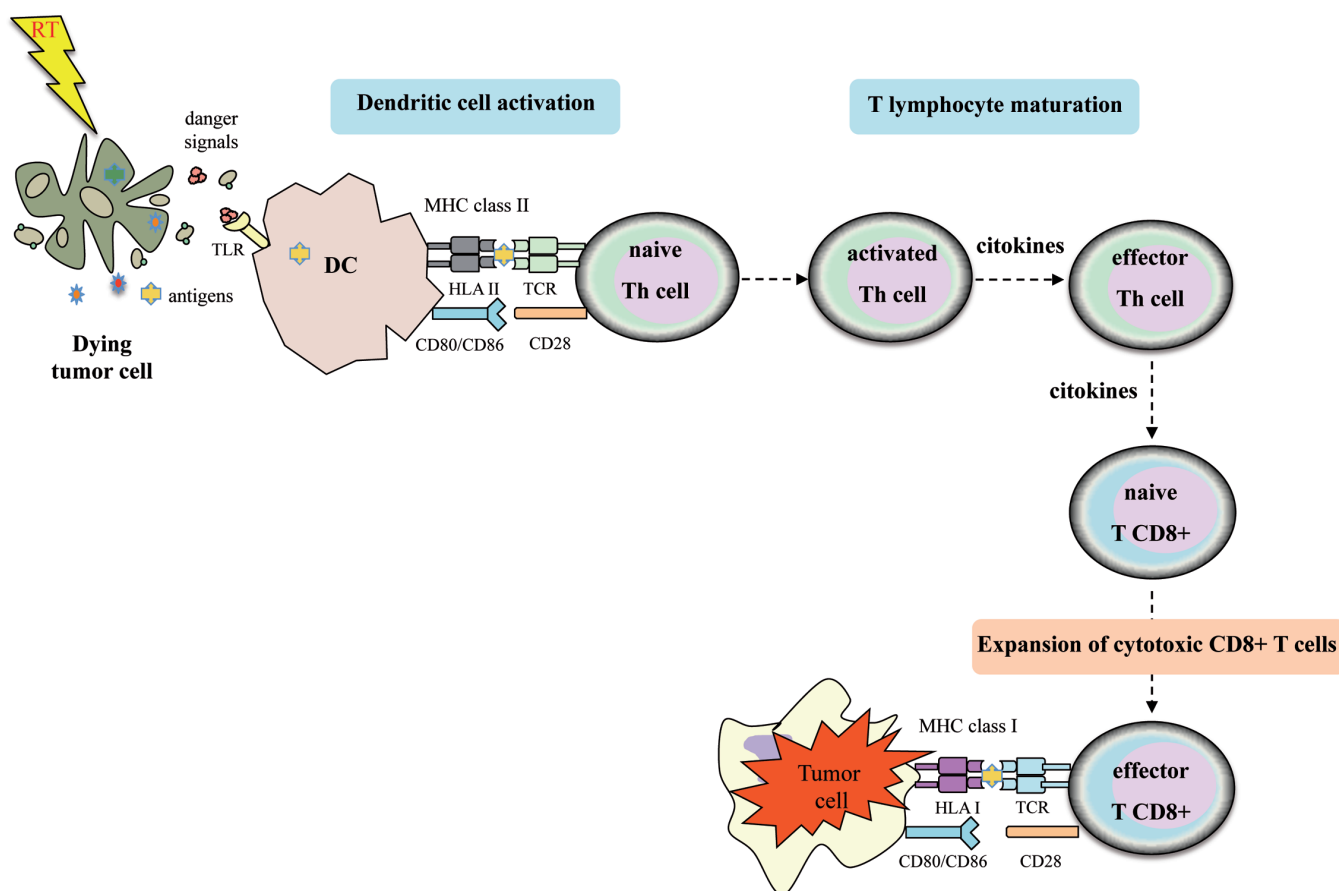 RT
Dendritic cell activation
T lymphocyte maturation
danger
signals
TLR
antigens
Dying
tumor cell
DC
MHC class II
HLA II
TCR
CD80/CD86
CD28
naive
Th cell
activated
Th cell
citokines
effector
Th cell
citokines
naive
T CD8+
Expansion of cytotoxic CD8+ T cells
MHC class I
Tumor
cell
HLA I
TCR
CD80/CD86
CD28
effector
T CD8+